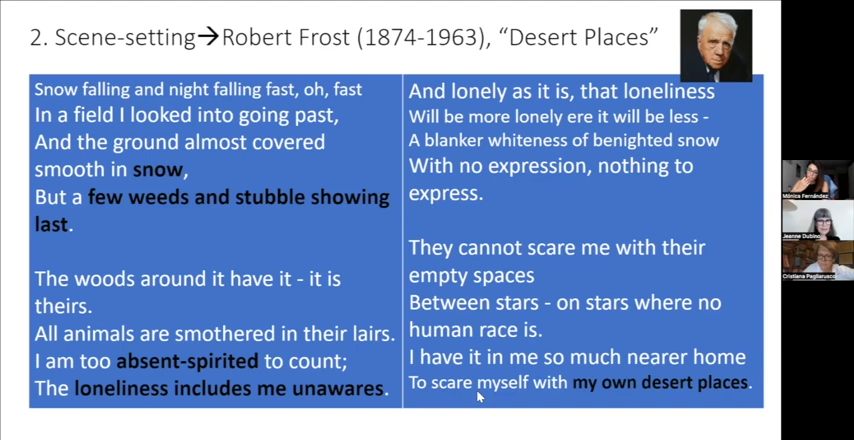 2. Scene-setting→Robert Frost (1874-1963), “Desert Places”
Snow falling and night falling fast, oh, fast
In a field I looked into going past,
And the ground almost covered
smooth in snow,
But a few weeds and stubble showing
last.
The woods around it have it - it is
theirs.
All animals are smothered in their lairs.
I am too absent-spirited to count;
The loneliness includes me unawares.
And lonely as it is, that loneliness
Will be more lonely ere it will be less -
A blanker whiteness of benighted snow
With no expression, nothing to
express.
They cannot scare me with their
empty spaces
Between stars - on stars where no
human race is.
I have it in me so much nearer home
To scare myself with my own desert places.
Mónica Fernández
Jeanne Dubino
Cristiana Pagliarusco